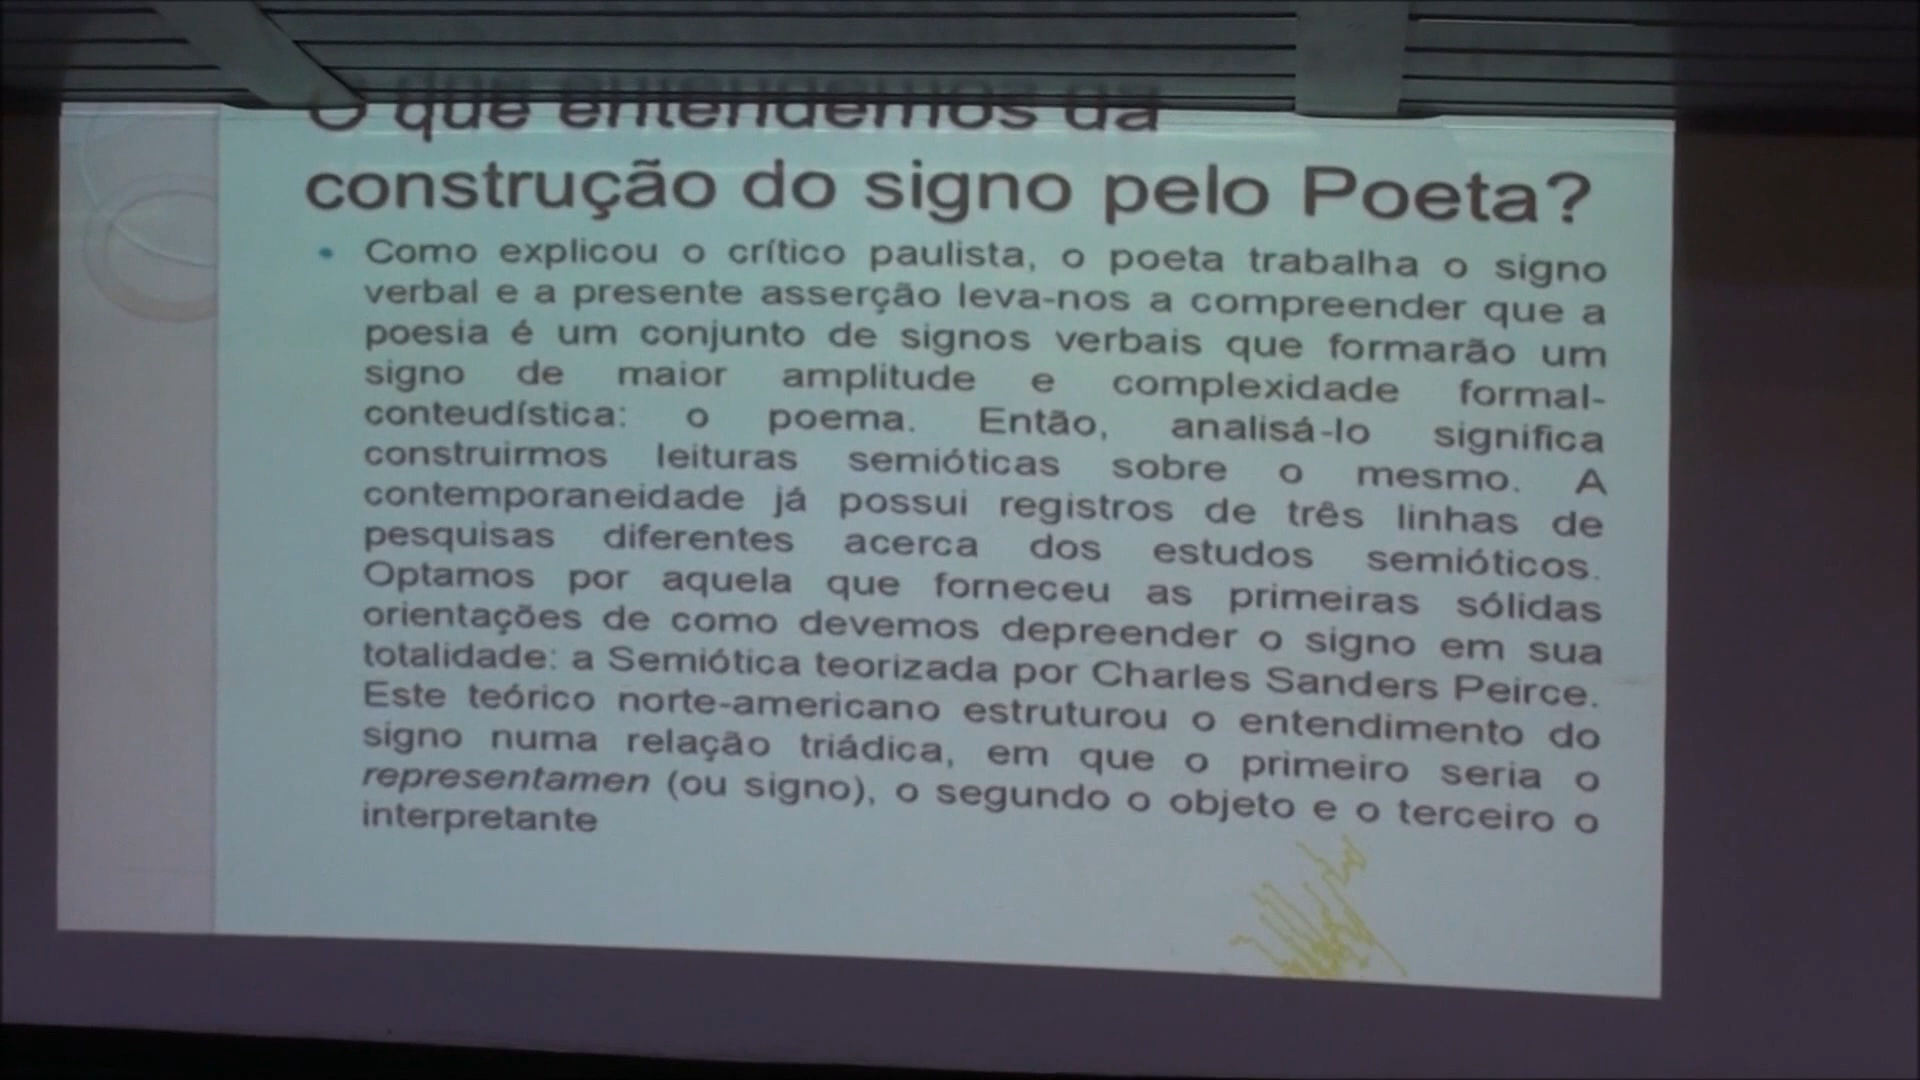 O que entendemos da
construção do signo pelo Poeta?
• Como explicou o crítico paulista, o poeta trabalha o signo
verbal e a presente asserção leva-nos a compreender que a
poesia é um conjunto de signos verbais que formarão um
signo de maior amplitude e complexidade formal-
conteudística: o poema. Então, analisá-lo significa
construirmos leituras semióticas sobre o mesmo. A
contemporaneidade já possui registros de três linhas de
pesquisas diferentes acerca dos estudos semióticos.
Optamos por aquela que forneceu as primeiras sólidas
orientações de como devemos depreender o signo em sua
totalidade: a Semiótica teorizada por Charles Sanders Peirce.
Este teórico norte-americano estruturou o entendimento do
signo numa relação triádica, em que o primeiro seria o
representamen (ou signo), o segundo o objeto e o terceiro o
interpretante